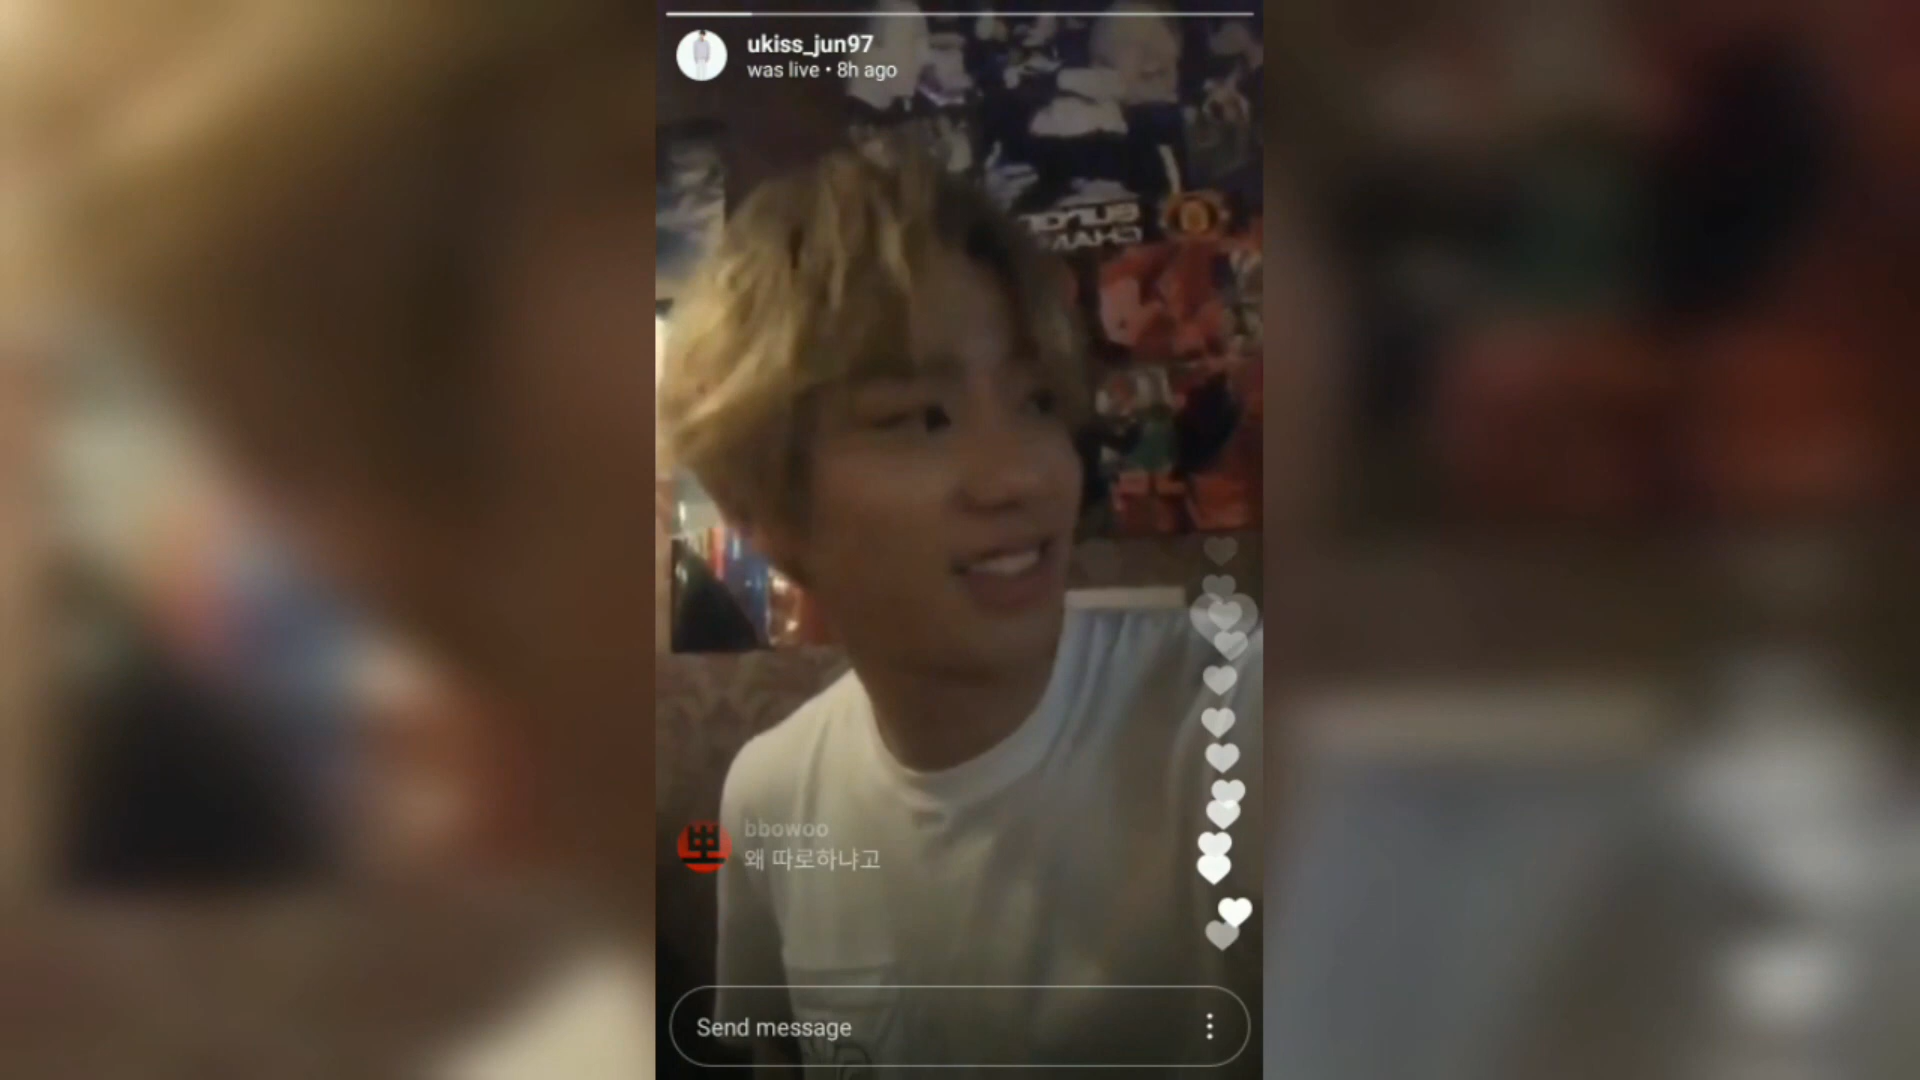 ukiss_jun97
was live • 8h ago
bbowoo
왜 따로하냐고
Send message